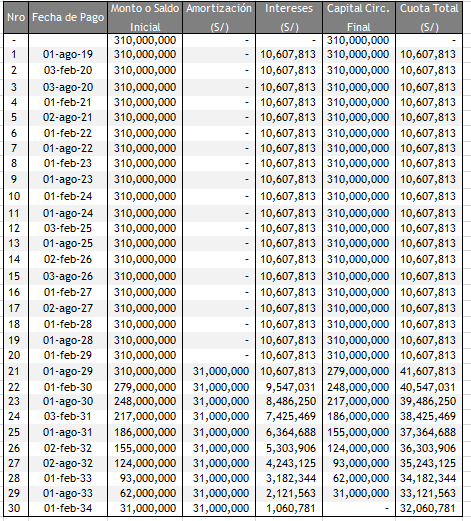 Nro Fecha de Pago Monto o Saldo Inicial Amortización (S/) Intereses (S/) Capital Circ. Final Cuota Total (S/)
- 310,000,000 - - 310,000,000 -
1 01-ago-19 310,000,000 - 10,607,813 310,000,000 10,607,813
2 03-feb-20 310,000,000 - 10,607,813 310,000,000 10,607,813
3 03-ago-20 310,000,000 - 10,607,813 310,000,000 10,607,813
4 01-feb-21 310,000,000 - 10,607,813 310,000,000 10,607,813
5 02-ago-21 310,000,000 - 10,607,813 310,000,000 10,607,813
6 01-feb-22 310,000,000 - 10,607,813 310,000,000 10,607,813
7 01-ago-22 310,000,000 - 10,607,813 310,000,000 10,607,813
8 01-feb-23 310,000,000 - 10,607,813 310,000,000 10,607,813
9 01-ago-23 310,000,000 - 10,607,813 310,000,000 10,607,813
10 01-feb-24 310,000,000 - 10,607,813 310,000,000 10,607,813
11 01-ago-24 310,000,000 - 10,607,813 310,000,000 10,607,813
12 03-feb-25 310,000,000 - 10,607,813 310,000,000 10,607,813
13 01-ago-25 310,000,000 - 10,607,813 310,000,000 10,607,813
14 02-feb-26 310,000,000 - 10,607,813 310,000,000 10,607,813
15 03-ago-26 310,000,000 - 10,607,813 310,000,000 10,607,813
16 01-feb-27 310,000,000 - 10,607,813 310,000,000 10,607,813
17 02-ago-27 310,000,000 - 10,607,813 310,000,000 10,607,813
18 01-feb-28 310,000,000 - 10,607,813 310,000,000 10,607,813
19 01-ago-28 310,000,000 - 10,607,813 310,000,000 10,607,813
20 01-feb-29 310,000,000 - 10,607,813 310,000,000 10,607,813
21 01-ago-29 310,000,000 31,000,000 10,607,813 279,000,000 41,607,813
22 01-feb-30 279,000,000 31,000,000 9,547,031 248,000,000 40,547,031
23 01-ago-30 248,000,000 31,000,000 8,486,250 217,000,000 39,486,250
24 03-feb-31 217,000,000 31,000,000 7,425,469 186,000,000 38,425,469
25 01-ago-31 186,000,000 31,000,000 6,364,688 155,000,000 37,364,688
26 02-feb-32 155,000,000 31,000,000 5,303,906 124,000,000 36,303,906
27 02-ago-32 124,000,000 31,000,000 4,243,125 93,000,000 35,243,125
28 01-feb-33 93,000,000 31,000,000 3,182,344 62,000,000 34,182,344
29 01-ago-33 62,000,000 31,000,000 2,121,563 31,000,000 33,121,563
30 01-feb-34 31,000,000 31,000,000 1,060,781 - 32,060,781